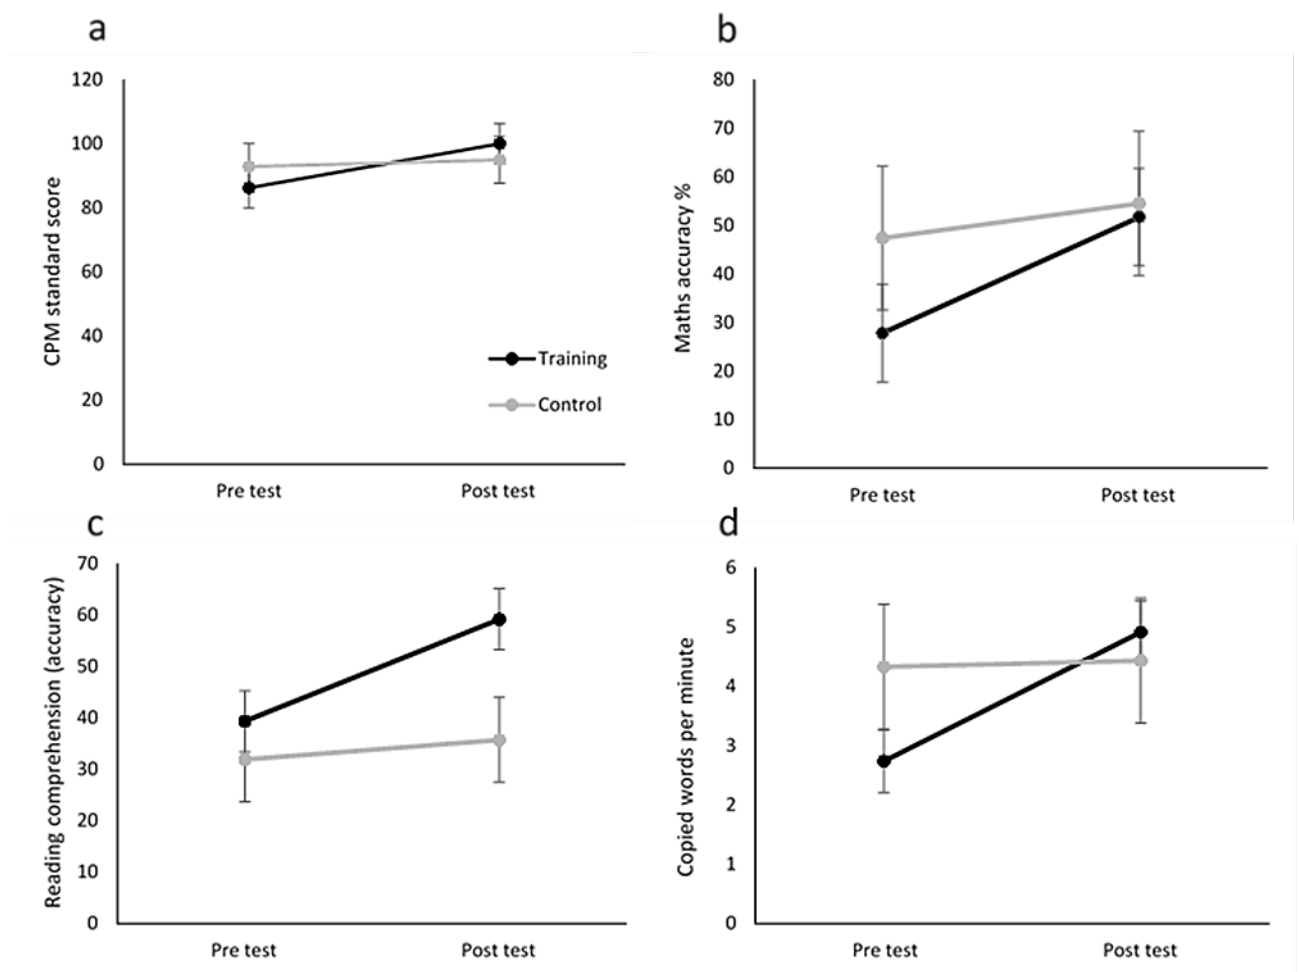 a
CPM standard score
120
100
80
60
40
20
0
Training
Control
Pre test
Post test
b
Maths accuracy %
80
70
60
50
40
30
20
10
0
Pre test
Post test
c
Reading comprehension (accuracy)
70
60
50
40
30
20
10
0
Pre test
Post test
d
Copied words per minute
6
5
4
3
2
1
0
Pre test
Post test